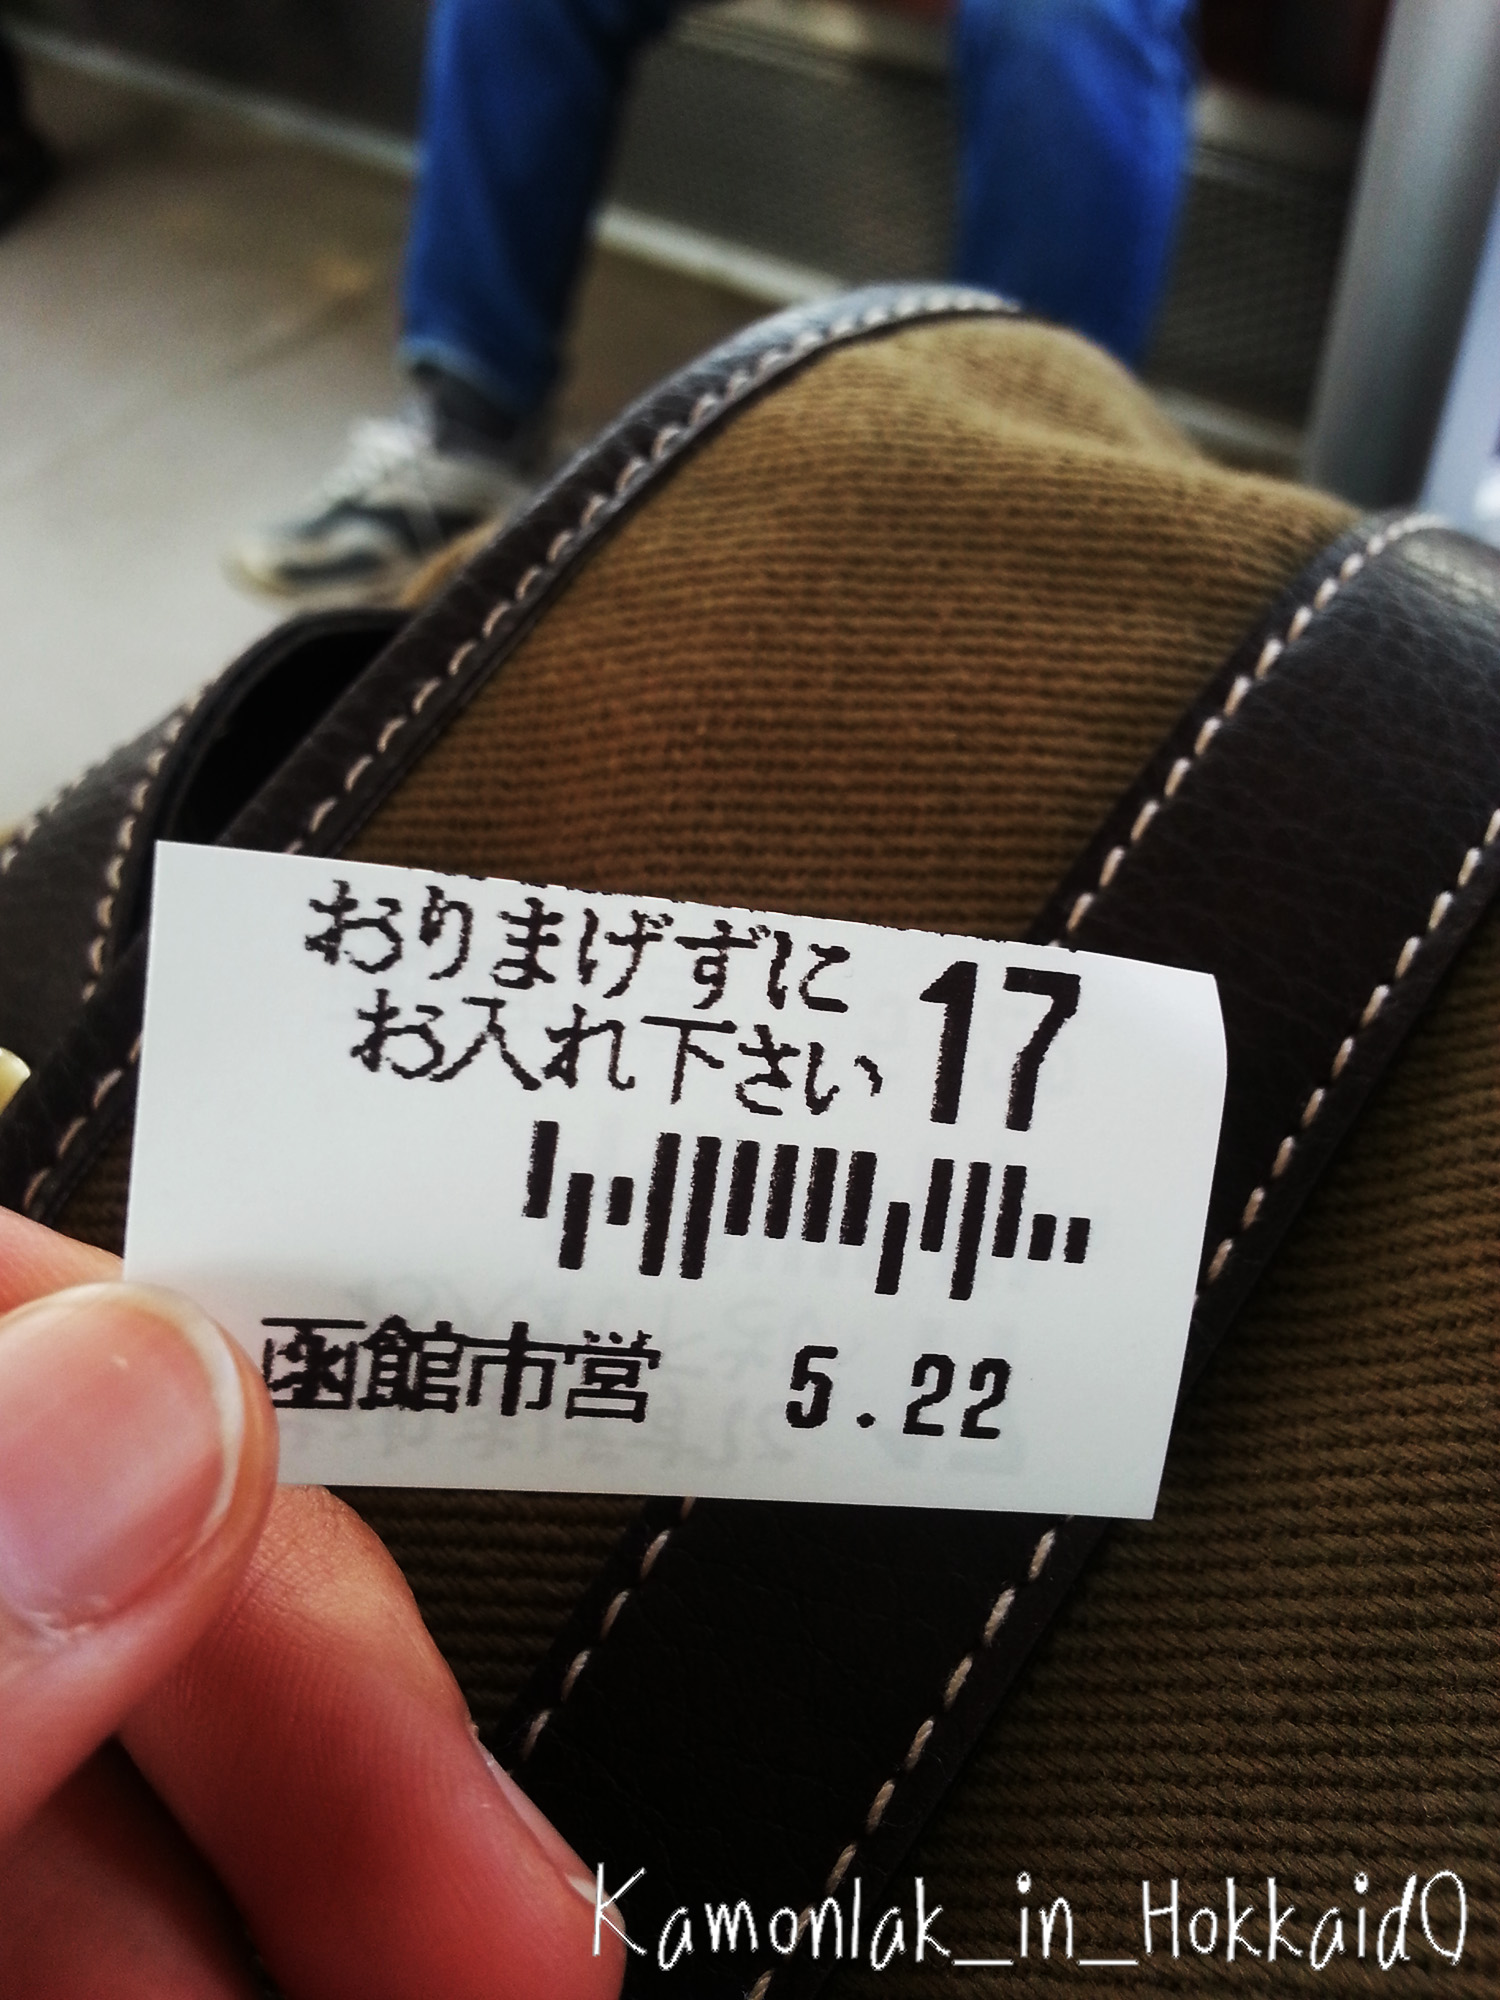 おりまげずに 17
お入れ下さい
函館市営 5.22
Kamonlak_in_HokkaidO